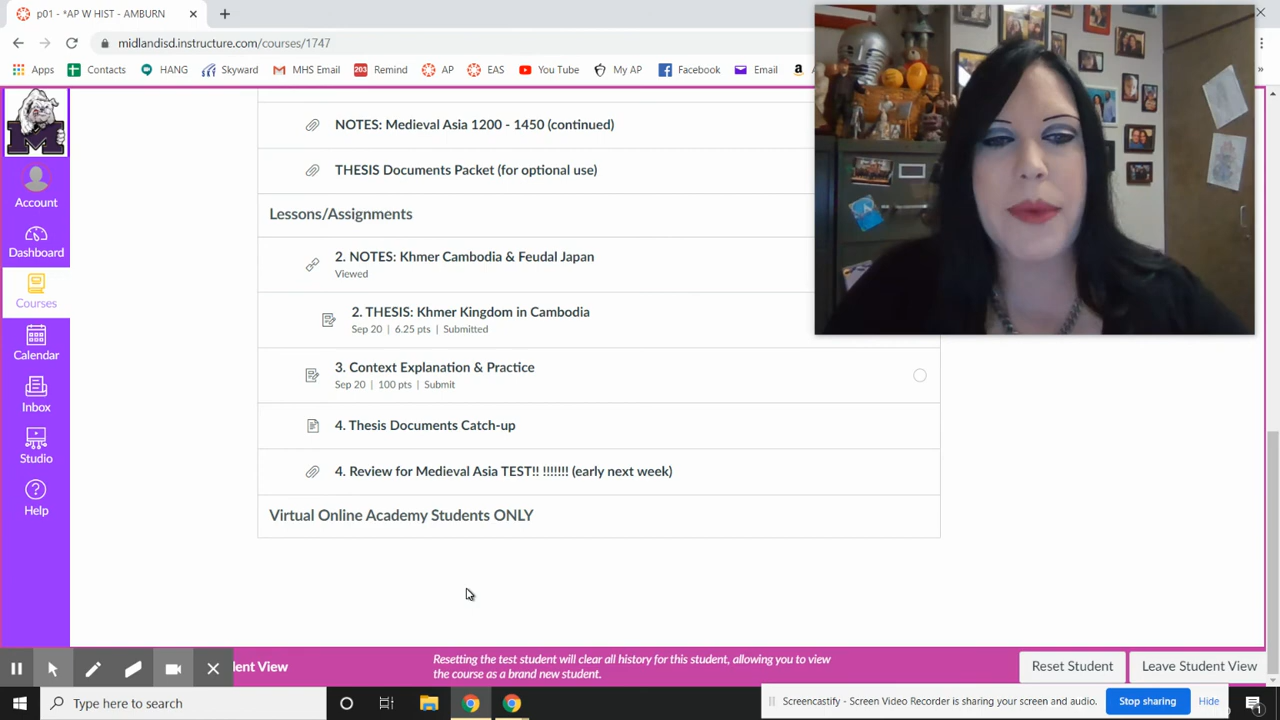 p01 - *AP W HIST - AMBURN
midlandisd.instructure.com/courses/1747
Apps Contacts HANG Skyward MHS Email Remind AP EAS You Tube My AP Facebook Email
NOTES: Medieval Asia 1200 - 1450 (continued)
THESIS Documents Packet (for optional use)
Lessons/Assignments
2. NOTES: Khmer Cambodia & Feudal Japan
Viewed
2. THESIS: Khmer Kingdom in Cambodia
Sep 20 | 6.25 pts | Submitted
3. Context Explanation & Practice
Sep 20 | 100 pts | Submit
4. Thesis Documents Catch-up
4. Review for Medieval Asia TEST!! !!!!!!! (early next week)
Virtual Online Academy Students ONLY
M
Account
Dashboard
Courses
Calendar
Inbox
Studio
Help
dent View
Resetting the test student will clear all history for this student, allowing you to view
the course as a brand new student.
Reset Student
Leave Student View
Type here to search
Screencastify - Screen Video Recorder is sharing your screen and audio.
Stop sharing
Hide
1